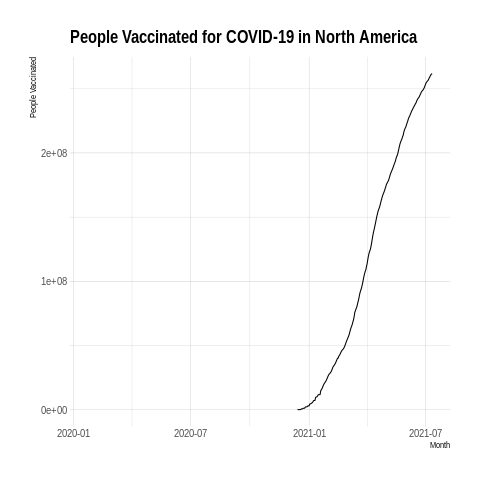 People Vaccinated for COVID-19 in North America
People Vaccinated
2e+08
1e+08
0e+00
2020-01 2020-07 2021-01 2021-07
Month